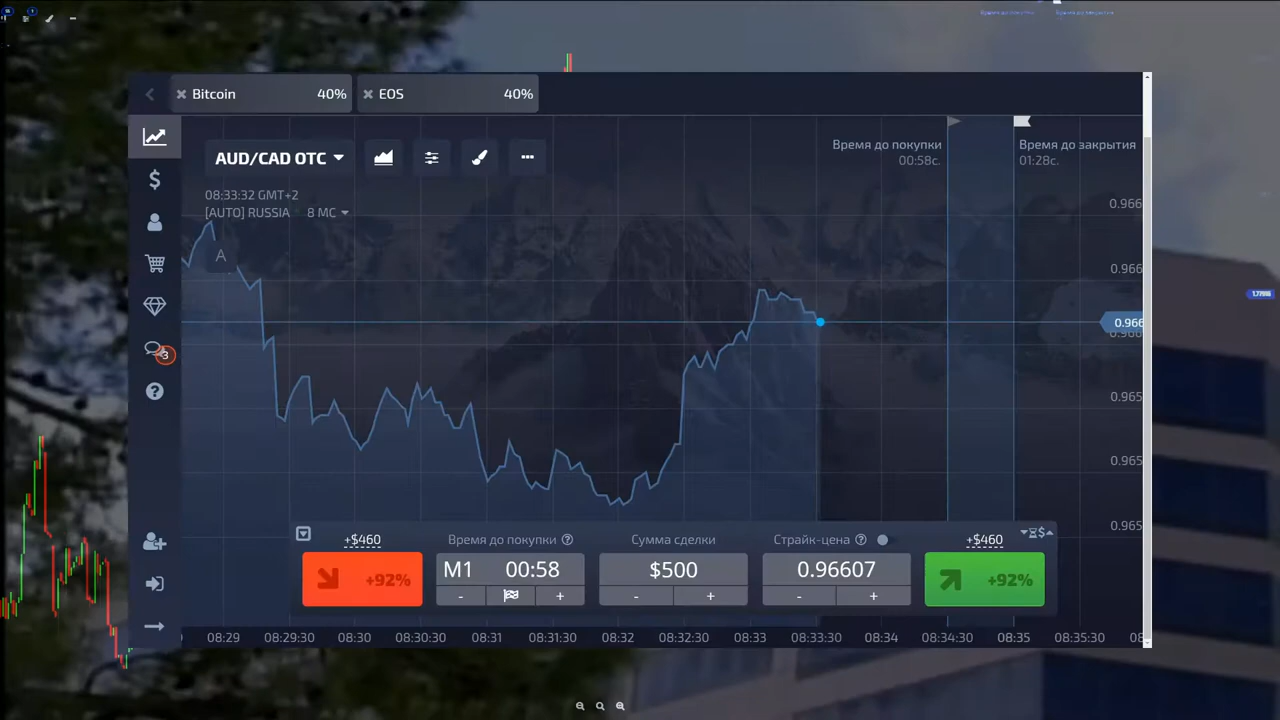 Bitcoin 40% EOS 40%
AUD/CAD OTC
Время до покупки
00:58с.
Время до закрытия
01:28с.
08:33:32 GMT+2
[AUTO] RUSSIA 8 МС
A
0.966
0.966
0.966
0.966
0.965
0.965
0.965
3
+$460
+92%
Время до покупки
M1 00:58
- +
Сумма сделки
$500
- +
Страйк-цена
0.96607
- +
+$460
+92%
08:29 08:29:30 08:30 08:30:30 08:31 08:31:30 08:32 08:32:30 08:33 08:33:30 08:34 08:34:30 08:35 08:35:30